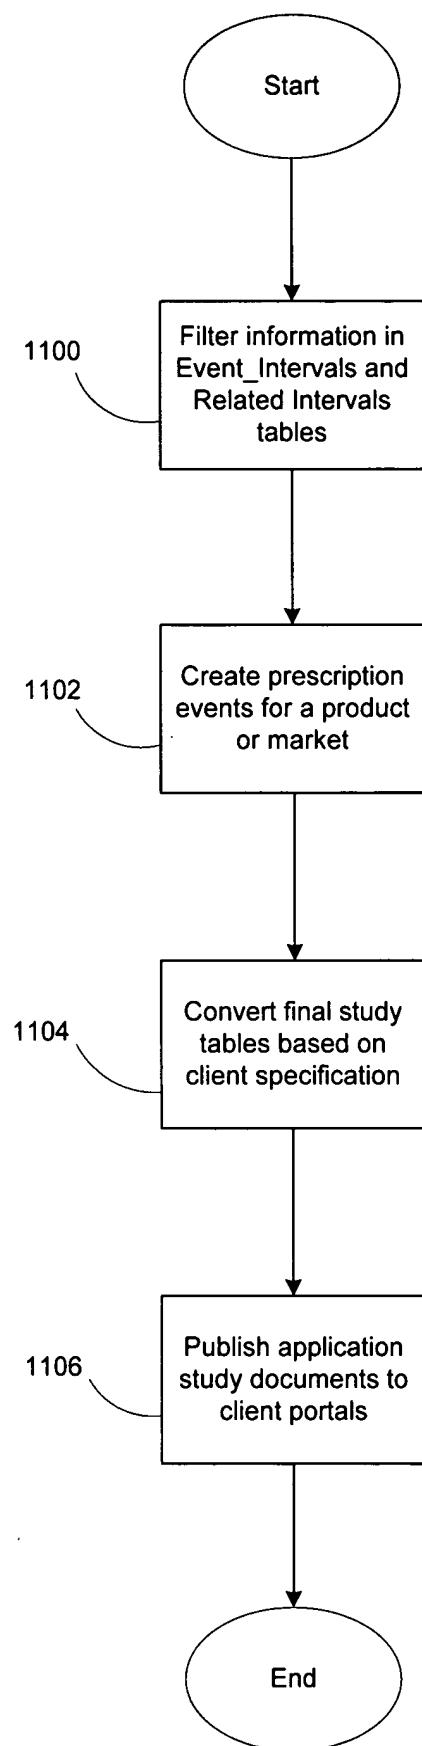 Start
1100
Filter information in
Event_Intervals and
Related Intervals
tables
1102
Create prescription
events for a product
or market
1104
Convert final study
tables based on
client specification
1106
Publish application
study documents to
client portals
End